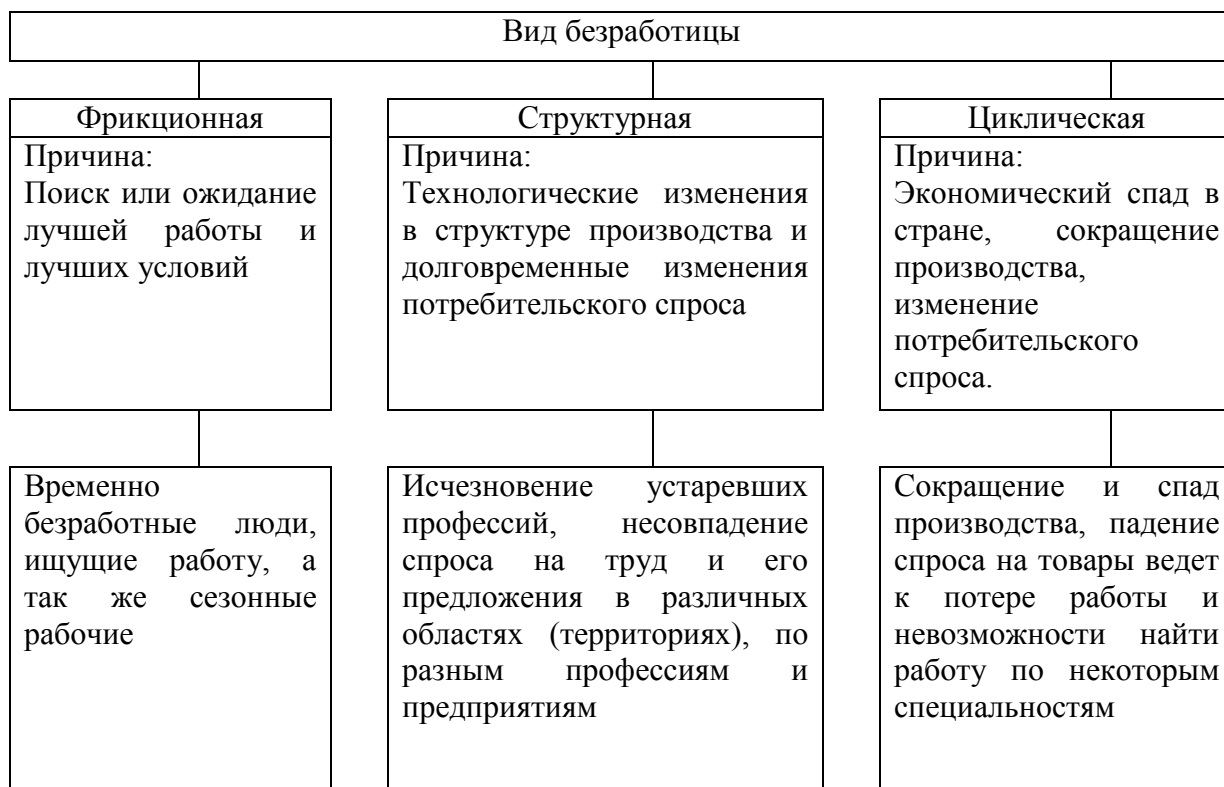 Вид безработицы
Фрикционная
Причина:
Поиск или ожидание
лучшей работы и
лучших условий
Структурная
Причина:
Технологические изменения
в структуре производства и
долговременные изменения
потребительского спроса
Циклическая
Причина:
Экономический спад в
стране, сокращение
производства,
изменение
потребительского
спроса.
Временно
безработные люди,
ищущие работу, а
так же сезонные
рабочие
Исчезновение устаревших
профессий, несовпадение
спроса на труд и его
предложения в различных
областях (территориях), по
разным профессиям и
предприятиям
Сокращение и спад
производства, падение
спроса на товары ведет
к потере работы и
невозможности найти
работу по некоторым
специальностям